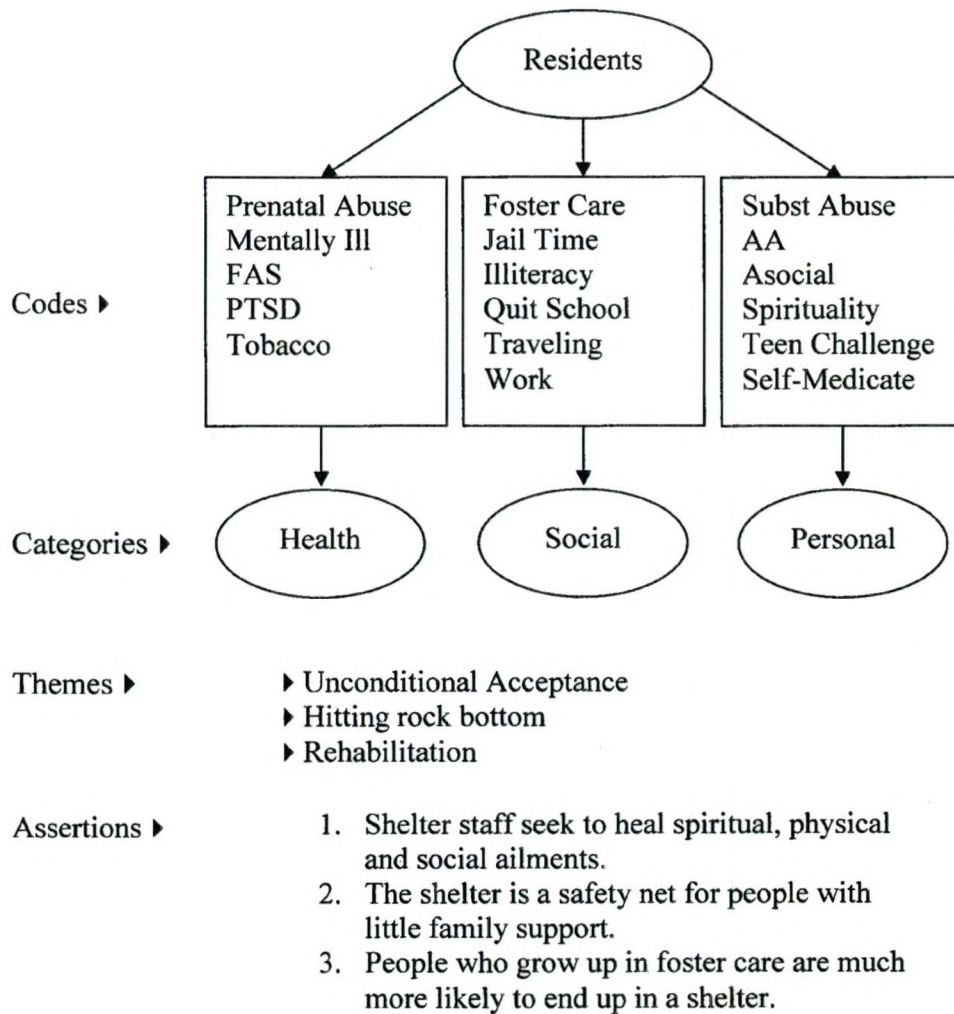 Residents
Prenatal Abuse
Mentally Ill
FAS
PTSD
Tobacco
Foster Care
Jail Time
Illiteracy
Quit School
Traveling
Work
Subst Abuse
AA
Asocial
Spirituality
Teen Challenge
Self-Medicate
Codes
Categories
Health
Social
Personal
Themes
Unconditional Acceptance
Hitting rock bottom
Rehabilitation
Assertions
1. Shelter staff seek to heal spiritual, physical
and social ailments.
2. The shelter is a safety net for people with
little family support.
3. People who grow up in foster care are much
more likely to end up in a shelter.